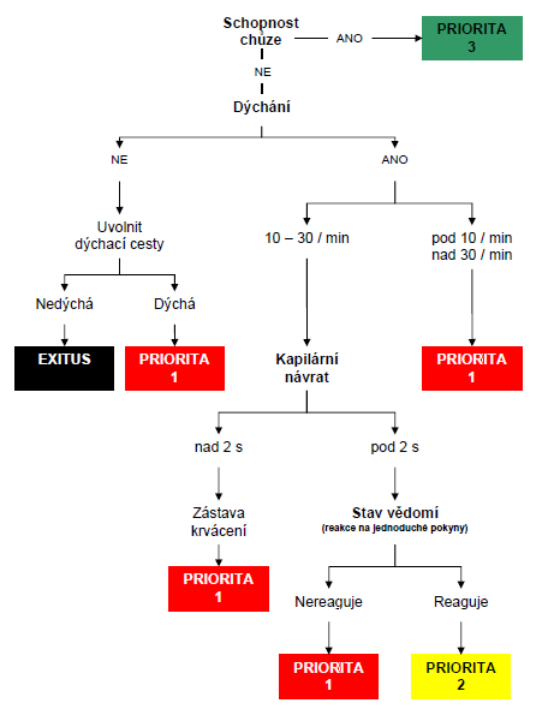 Schopnost
chůze
ANO
PRIORITA
3
NE
Dýchání
NE
ANO
Uvolnit
dýchací cesty
10 – 30 / min
pod 10 / min
nad 30 / min
Nedýchá
Dýchá
EXITUS
PRIORITA
1
Kapilární
návrat
PRIORITA
1
nad 2 s
pod 2 s
Zástava
krvácení
Stav vědomí
(reakce na jednoduché pokyny)
PRIORITA
1
Nereaguje
Reaguje
PRIORITA
1
PRIORITA
2